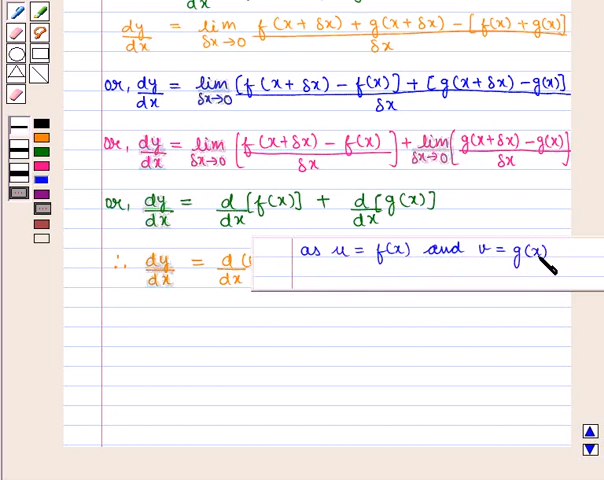 dx
dy/dx = lim δx→0 f(x + δx) + g(x + δx) − [f(x) + g(x)] / δx
or, dy/dx = lim δx→0 [f(x + δx) − f(x)] + [g(x + δx) − g(x)] / δx
or, dy/dx = lim δx→0 [f(x+δx) − f(x) / δx] + lim δx→0 [g(x+δx) − g(x) / δx]
or, dy/dx = d/dx [f(x)] + d/dx [g(x)]
as u = f(x) and v = g(x)
∴ dy/dx = d/dx (